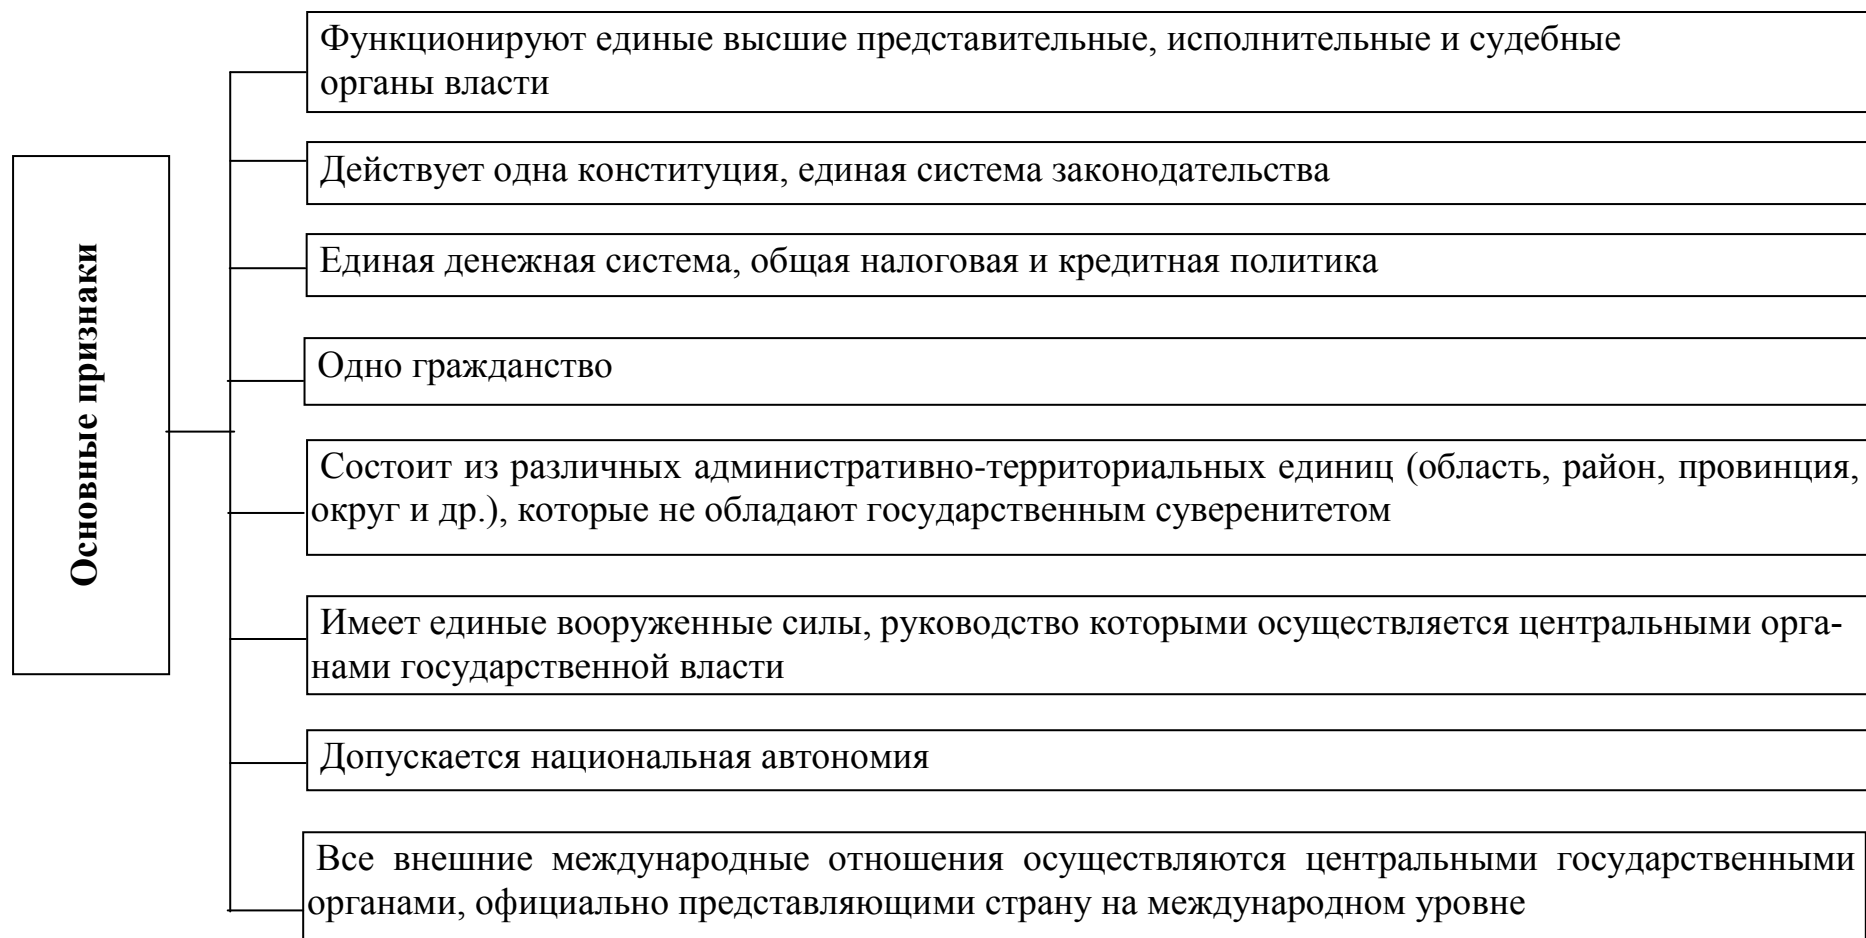 Основные признаки
Функционируют единые высшие представительные, исполнительные и судебные
органы власти
Действует одна конституция, единая система законодательства
Единая денежная система, общая налоговая и кредитная политика
Одно гражданство
Состоит из различных административно-территориальных единиц (область, район, провинция,
округ и др.), которые не обладают государственным суверенитетом
Имеет единые вооруженные силы, руководство которыми осуществляется центральными орга-
нами государственной власти
Допускается национальная автономия
Все внешние международные отношения осуществляются центральными государственными
органами, официально представляющими страну на международном уровне